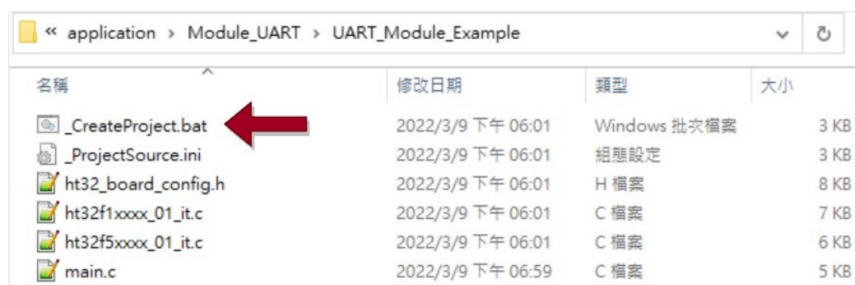 « application › Module_UART › UART_Module_Example
名稱 修改日期 類型 大小
_CreateProject.bat 2022/3/9 下午 06:01 Windows 批次檔案 3 KB
_ProjectSource.ini 2022/3/9 下午 06:01 組態設定 3 KB
ht32_board_config.h 2022/3/9 下午 06:01 H 檔案 8 KB
ht32f1xxxx_01_it.c 2022/3/9 下午 06:01 C 檔案 7 KB
ht32f5xxxx_01_it.c 2022/3/9 下午 06:01 C 檔案 6 KB
main.c 2022/3/9 下午 06:59 C 檔案 5 KB